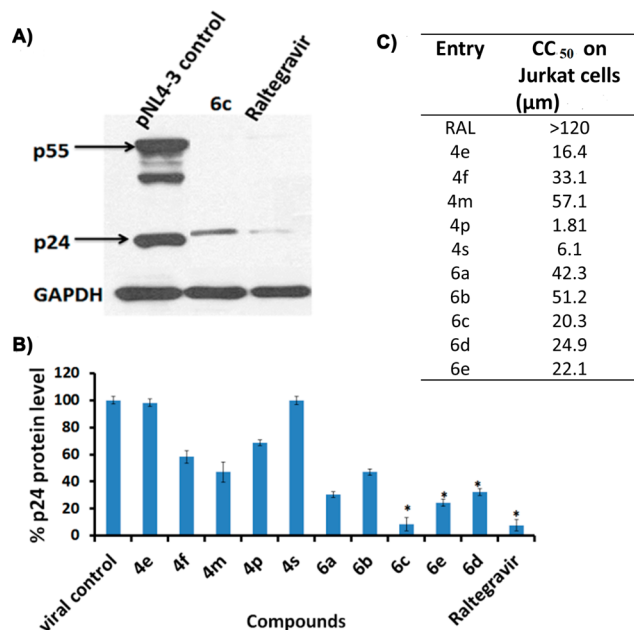 A)
pNL4-3 control
6c
Raltegravir
p55
p24
GAPDH
C)
Entry CC50 on
Jurkat cells
(µm)
RAL >120
4e 16.4
4f 33.1
4m 57.1
4p 1.81
4s 6.1
6a 42.3
6b 51.2
6c 20.3
6d 24.9
6e 22.1
B)
% p24 protein level
120
100
80
60
40
20
0
* * * *
viral control 4e 4f 4m 4p 4s 6a 6b 6c 6e 6d Raltegravir
Compounds